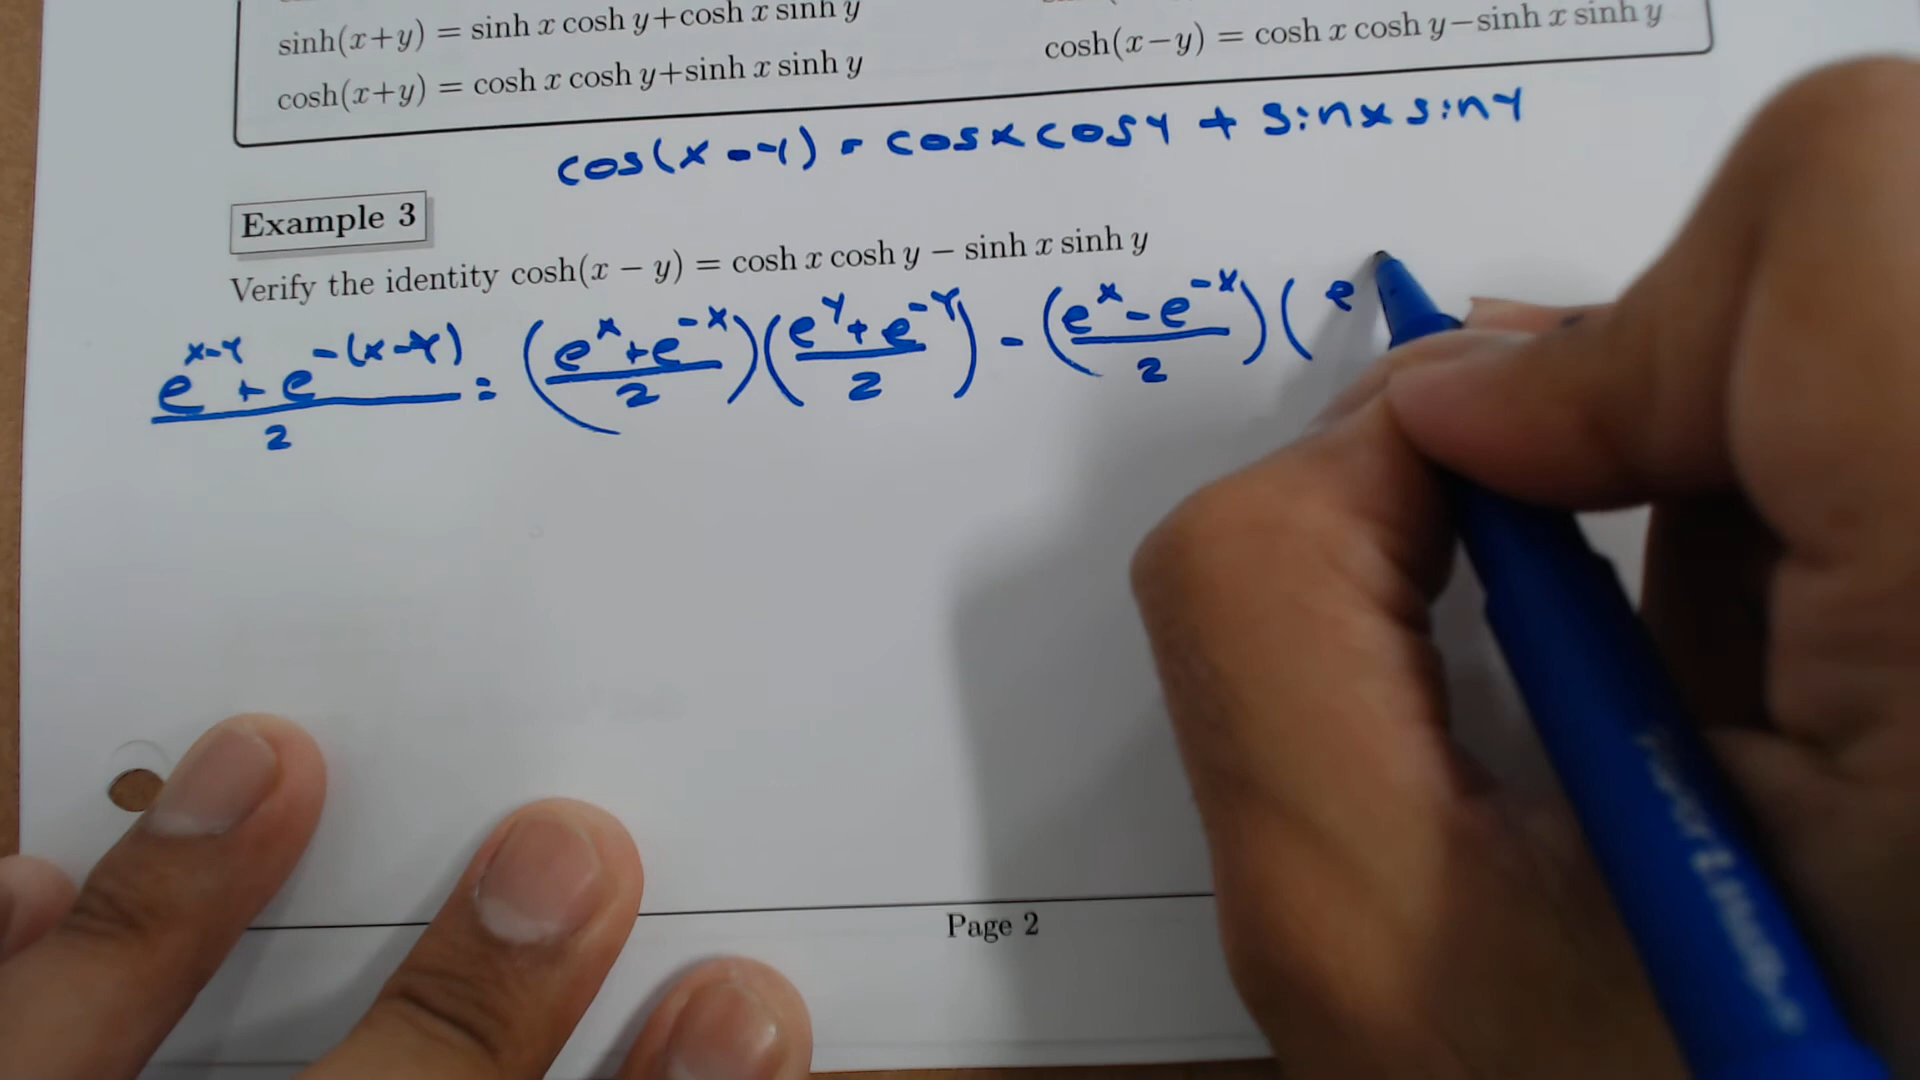 sinh(x+y) = sinh x cosh y+cosh x sinh y
cosh(x−y) = cosh x cosh y−sinh x sinh y
cosh(x+y) = cosh x cosh y+sinh x sinh y
cos(x-y) = cosx cosy + sinx siny
Example 3
Verify the identity cosh(x − y) = cosh x cosh y − sinh x sinh y
(e^(x-y) + e^(-(x-y)))/2 = ((e^x + e^(-x))/2)((e^y + e^(-y))/2) - ((e^x - e^(-x))/2)(e
Page 2